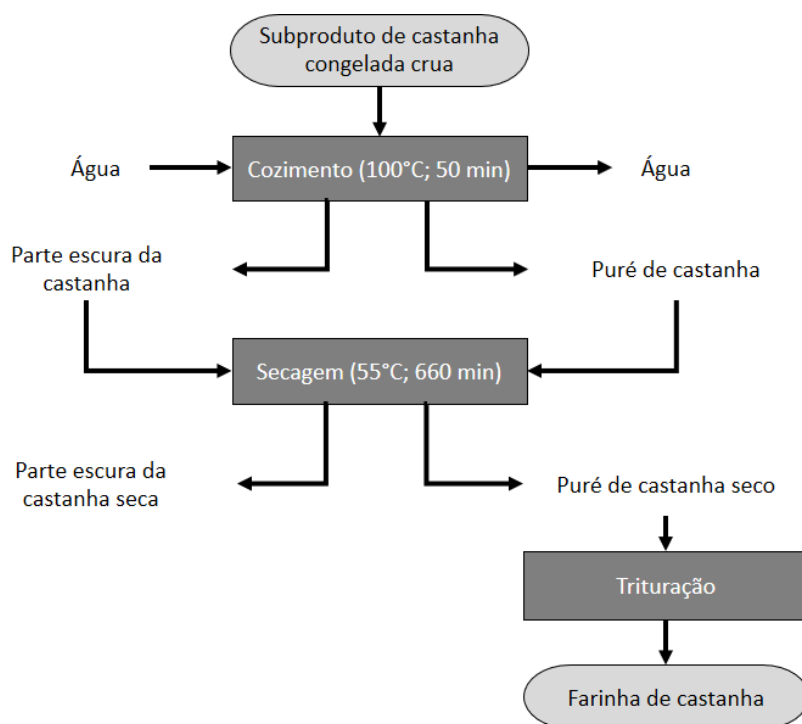 Subproduto de castanha
congelada crua
Água
Cozimento (100°C; 50 min)
Água
Parte escura da
castanha
Puré de castanha
Secagem (55°C; 660 min)
Parte escura da
castanha seca
Puré de castanha seco
Trituração
Farinha de castanha